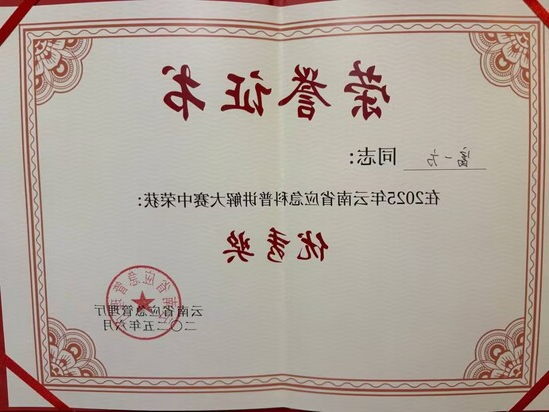 荣誉证书
同志：
在2025年云南省应急科普讲解大赛中荣获：
优秀奖
云南省应急管理厅
二〇二五年六月